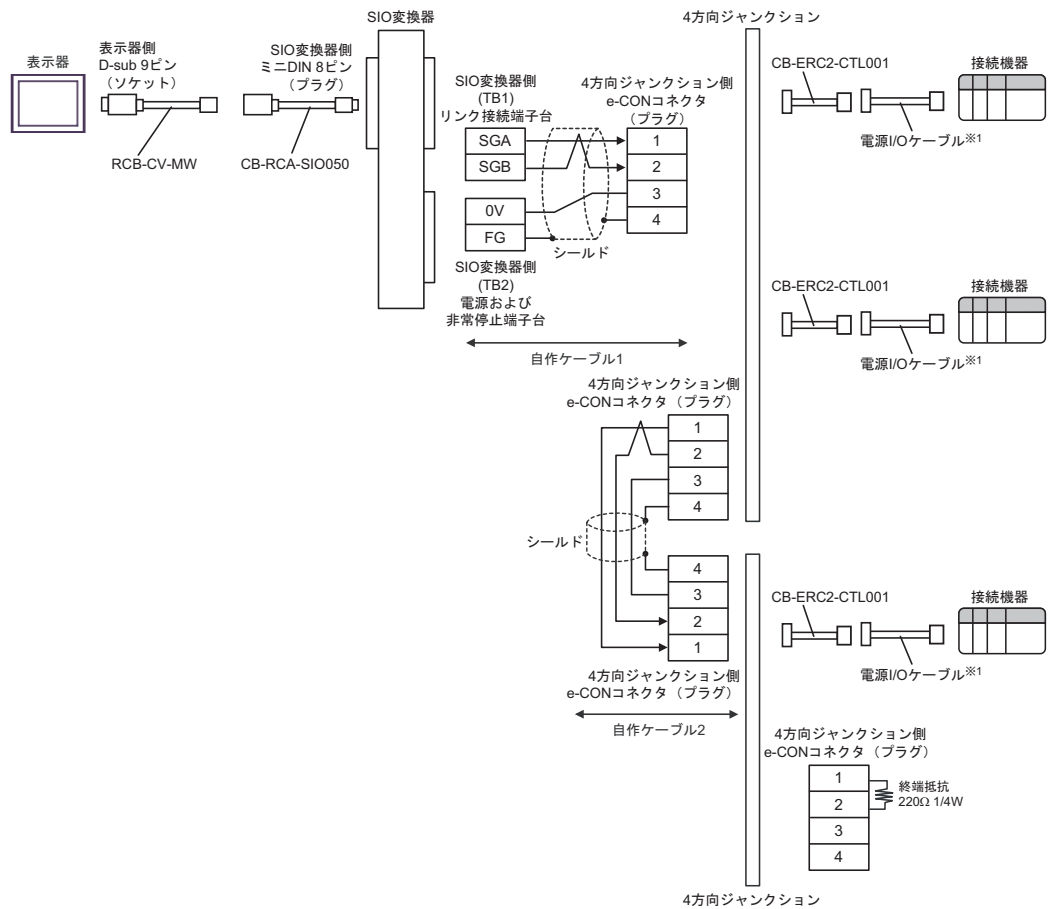 SIO変換器
4方向ジャンクション
表示器
表示器側
D-sub 9ピン
（ソケット）
SIO変換器側
ミニDIN 8ピン
（プラグ）
RCB-CV-MW
CB-RCA-SIO050
SIO変換器側
(TB1)
リンク接続端子台
4方向ジャンクション側
e-CONコネクタ
（プラグ）
SGA
SGB
0V
FG
1
2
3
4
シールド
SIO変換器側
(TB2)
電源および
非常停止端子台
自作ケーブル1
CB-ERC2-CTL001
接続機器
電源I/Oケーブル※1
CB-ERC2-CTL001
接続機器
電源I/Oケーブル※1
4方向ジャンクション側
e-CONコネクタ（プラグ）
1
2
3
4
シールド
4
3
2
1
4方向ジャンクション側
e-CONコネクタ（プラグ）
自作ケーブル2
CB-ERC2-CTL001
接続機器
電源I/Oケーブル※1
4方向ジャンクション側
e-CONコネクタ（プラグ）
1
2
3
4
終端抵抗
220Ω 1/4W
4方向ジャンクション